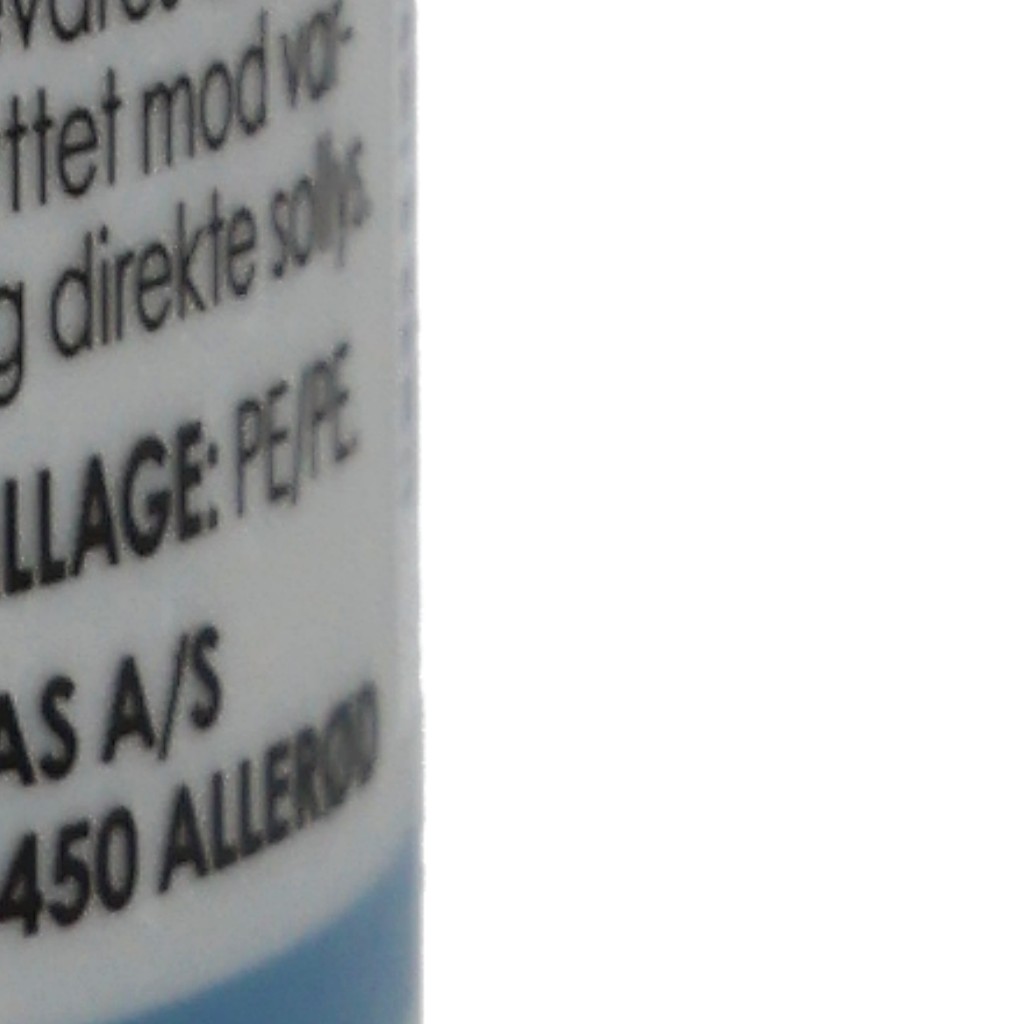 ttet mod var-
g direkte sollys.
LLAGE: PE/PE
AS A/S
450 ALLERØD